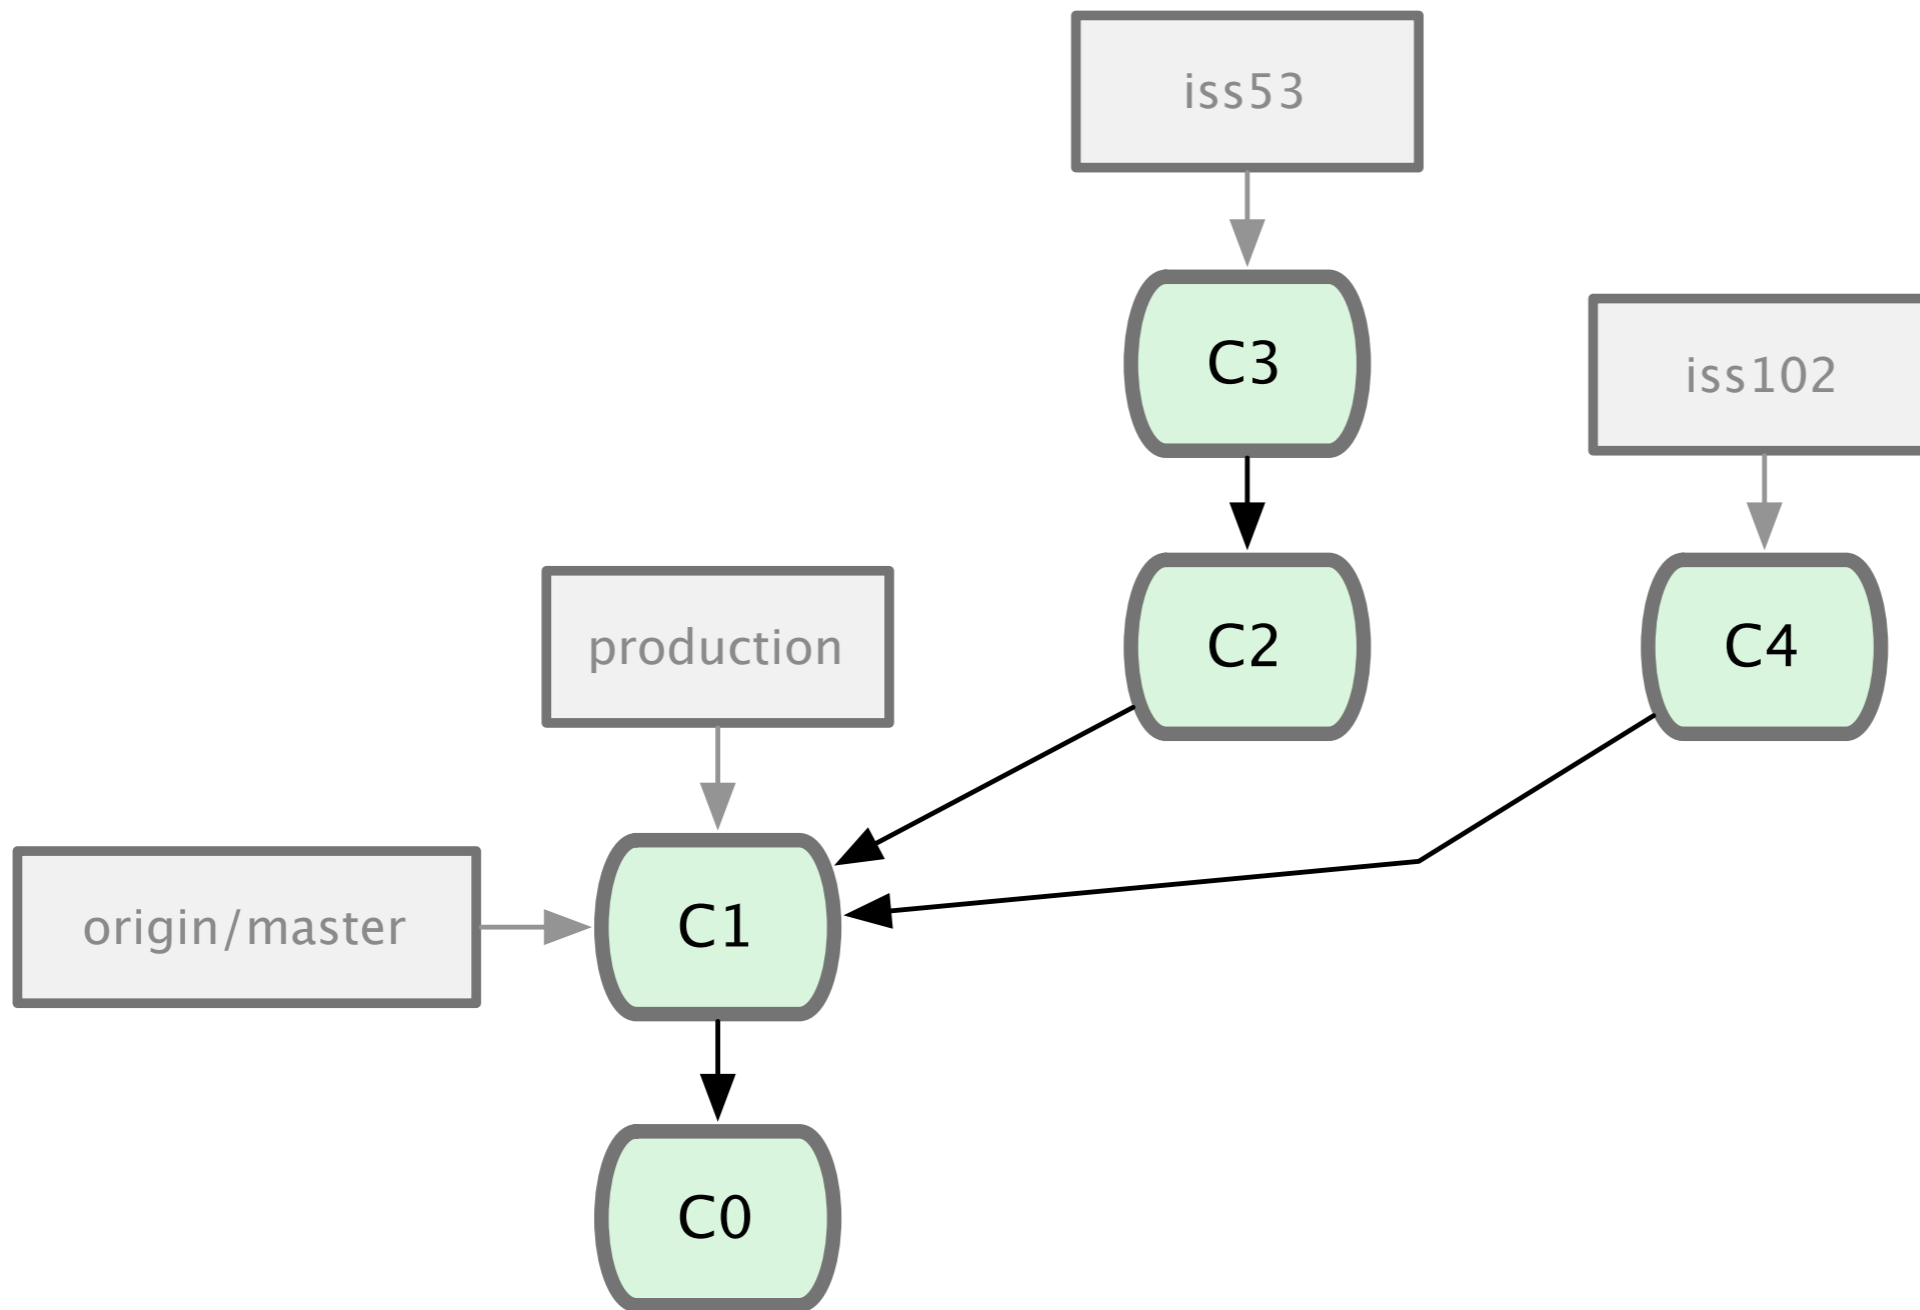 iss53
C3
iss102
production
C2
C4
origin/master
C1
C0